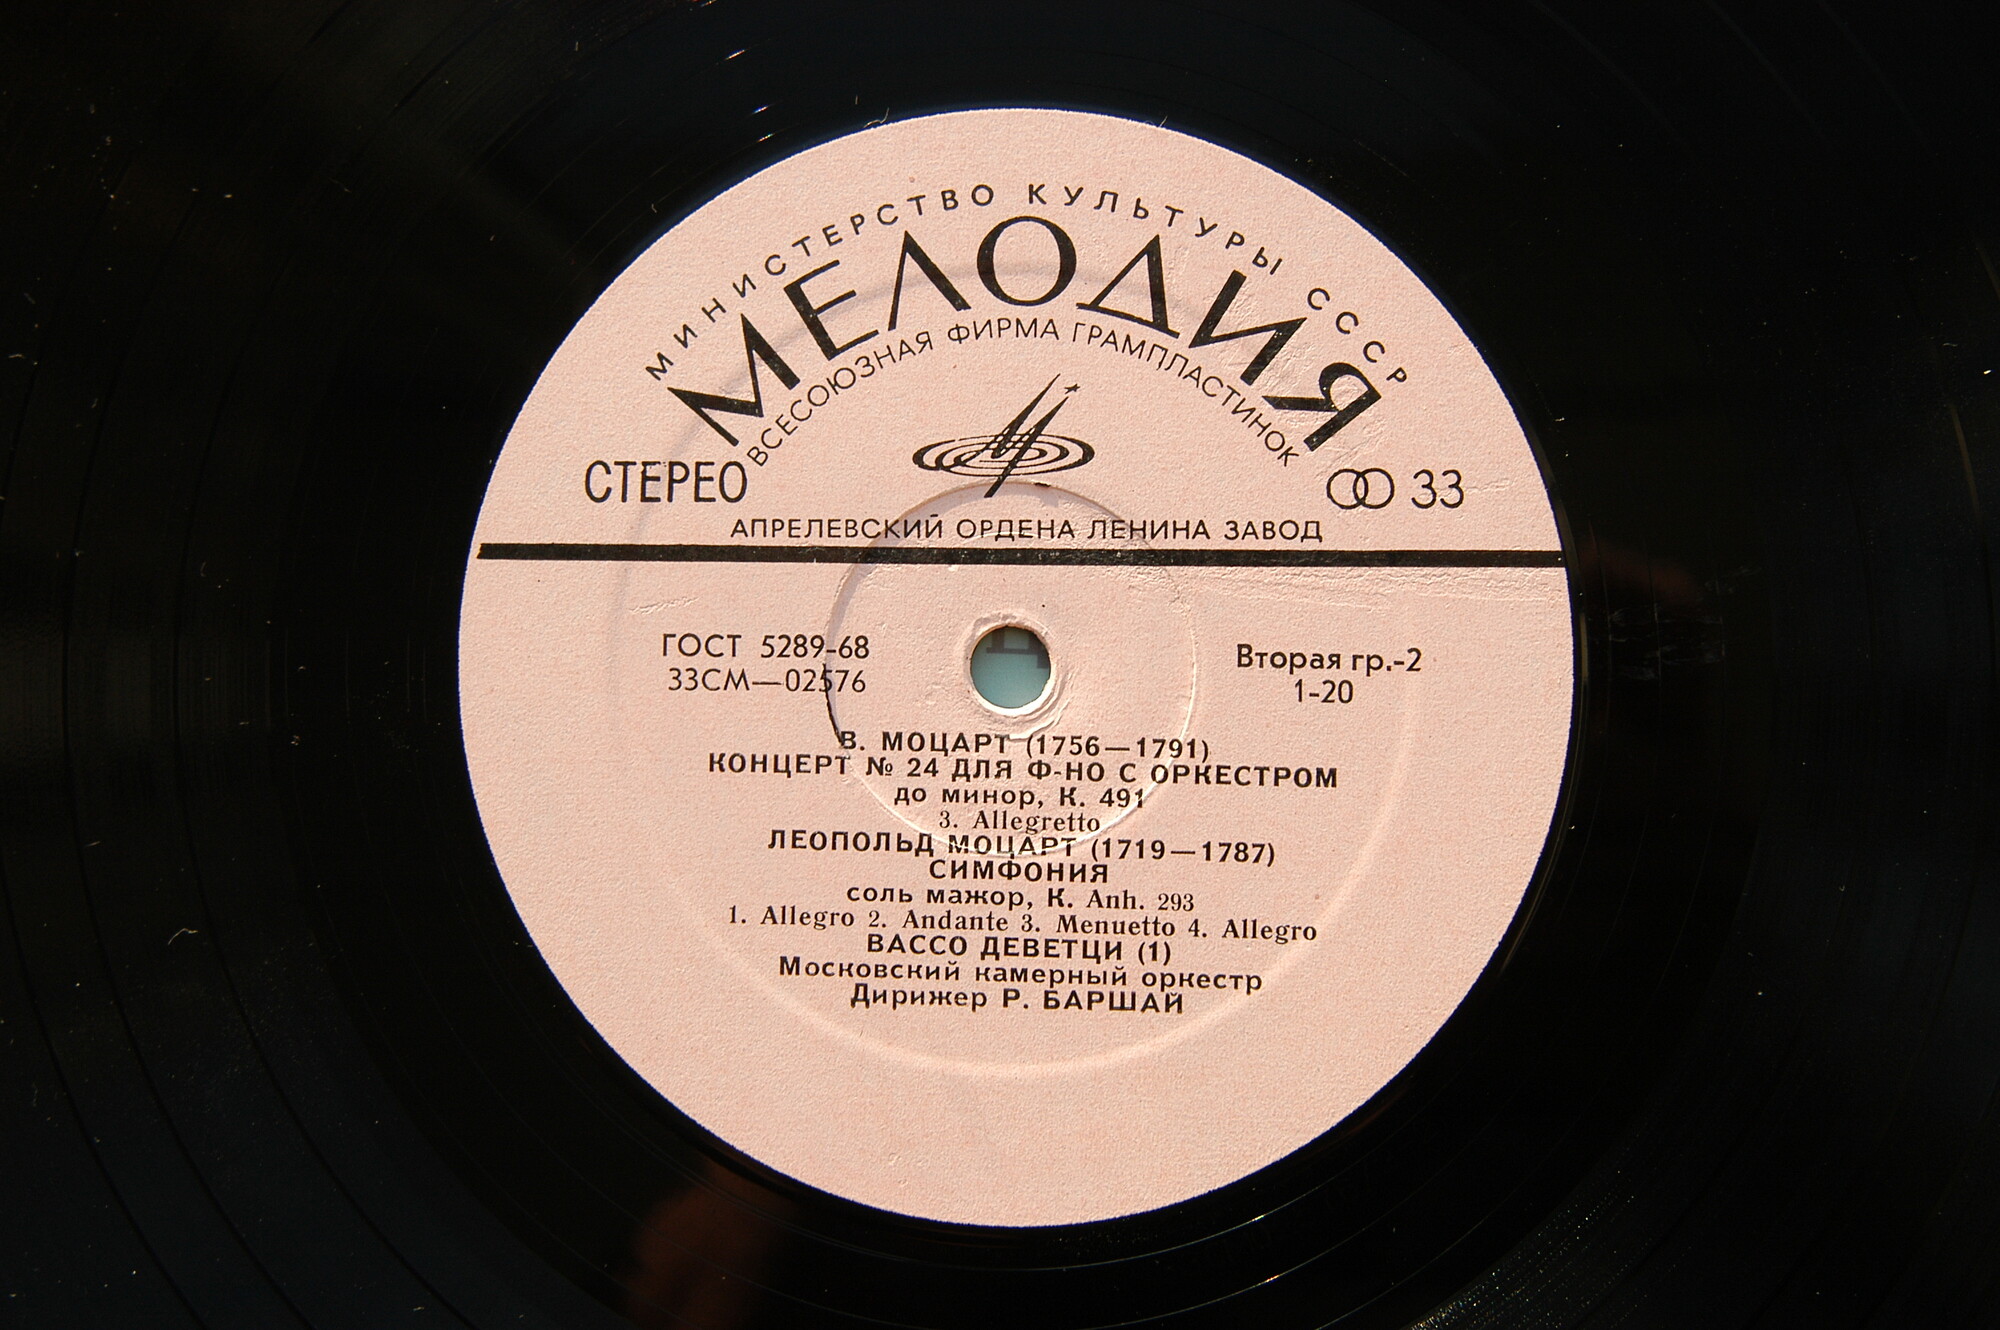 МИНИСТЕРСТВО КУЛЬТУРЫ СССР
МЕЛОДИЯ
ВСЕСОЮЗНАЯ ФИРМА ГРАМПЛАСТИНОК
СТЕРЕО
33
АПРЕЛЕВСКИЙ ОРДЕНА ЛЕНИНА ЗАВОД
ГОСТ 5289-68
33СМ—02576
Вторая гр.-2
1-20
В. МОЦАРТ (1756—1791)
КОНЦЕРТ № 24 ДЛЯ Ф-НО С ОРКЕСТРОМ
до минор, К. 491
3. Allegretto
ЛЕОПОЛЬД МОЦАРТ (1719—1787)
СИМФОНИЯ
соль мажор, К. Anh. 293
1. Allegro 2. Andante 3. Menuetto 4. Allegro
ВАССО ДЕВЕТЦИ (1)
Московский камерный оркестр
Дирижер Р. БАРШАЙ